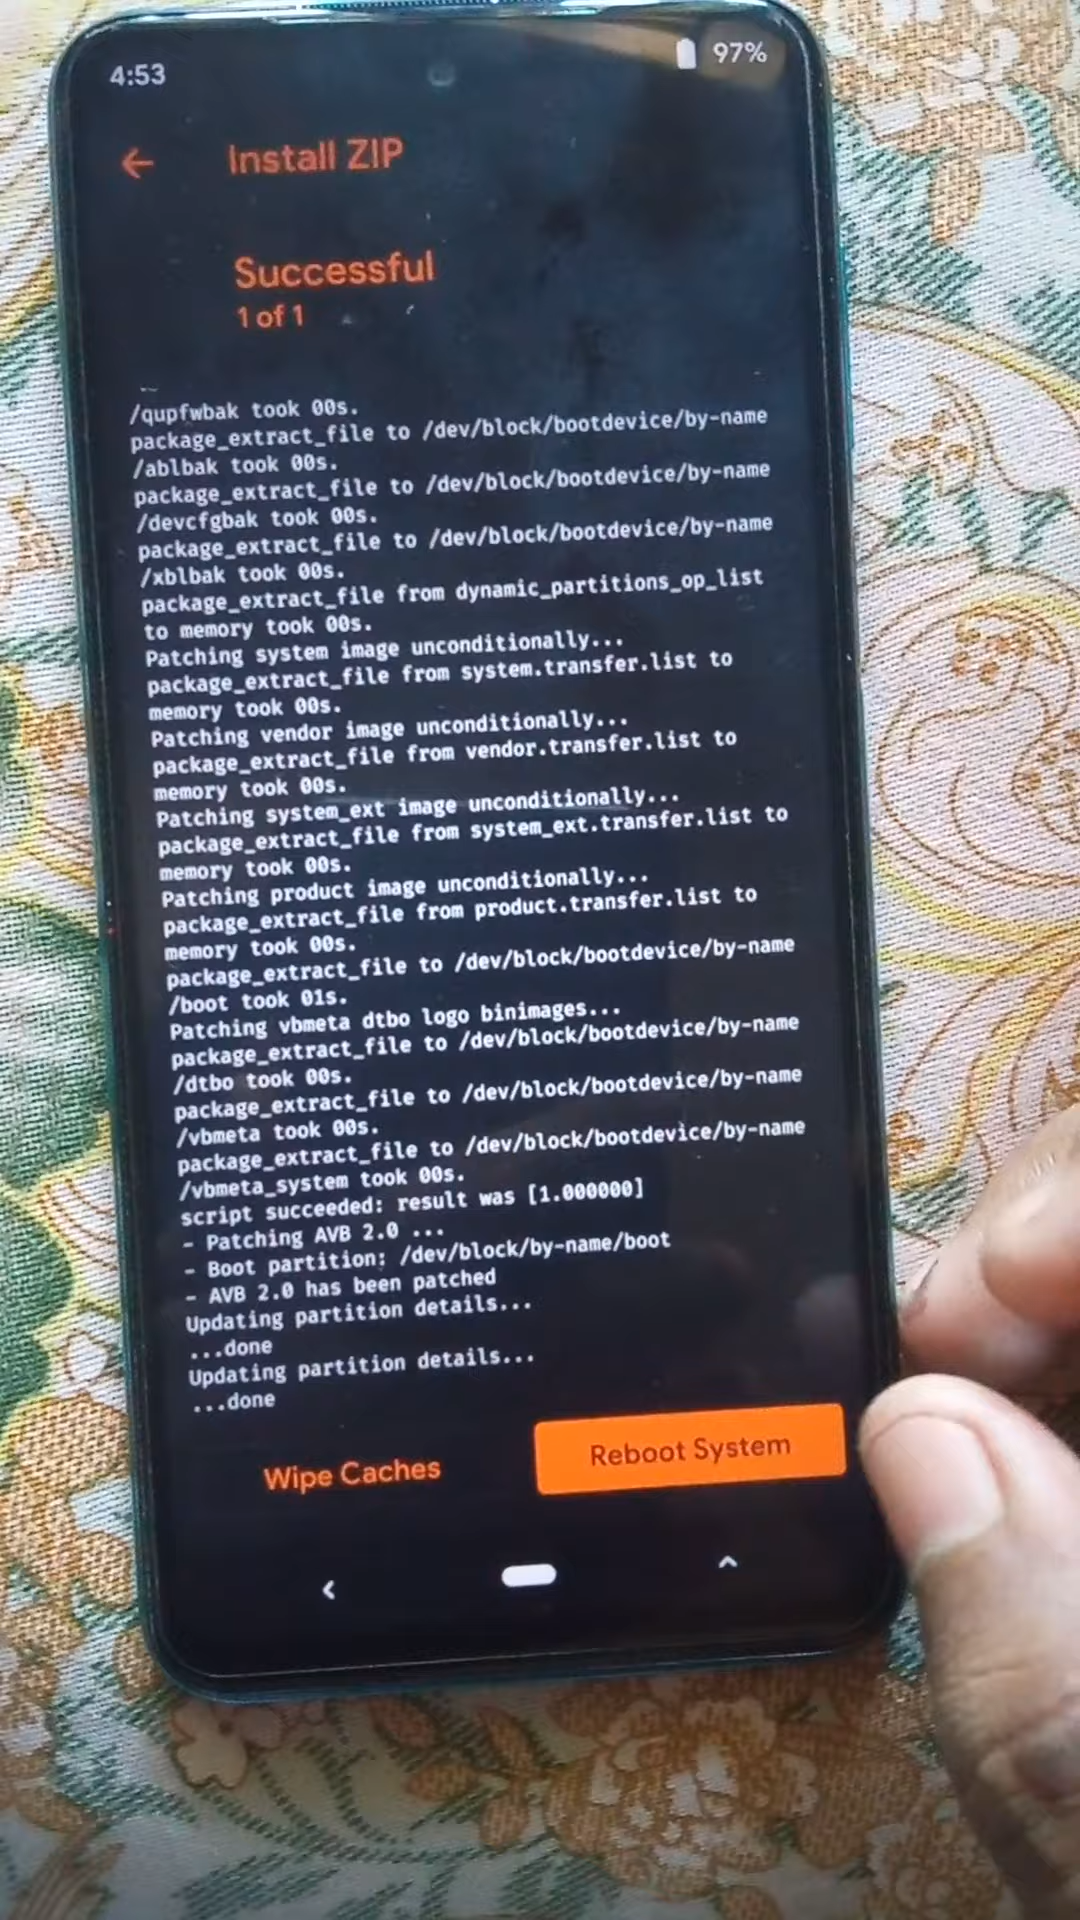 4:53
97%
Install ZIP
Successful
1 of 1
/qupfwbak took 00s.
package_extract_file to /dev/block/bootdevice/by-name
/ablbak took 00s.
package_extract_file to /dev/block/bootdevice/by-name
/devcfgbak took 00s.
package_extract_file to /dev/block/bootdevice/by-name
/xblbak took 00s.
package_extract_file from dynamic_partitions_op_list
to memory took 00s.
Patching system image unconditionally...
package_extract_file from system.transfer.list to
memory took 00s.
Patching vendor image unconditionally...
package_extract_file from vendor.transfer.list to
memory took 00s.
Patching system_ext image unconditionally...
package_extract_file from system_ext.transfer.list to
memory took 00s.
Patching product image unconditionally...
package_extract_file from product.transfer.list to
memory took 00s.
package_extract_file to /dev/block/bootdevice/by-name
/boot took 01s.
Patching vbmeta dtbo logo binimages...
package_extract_file to /dev/block/bootdevice/by-name
/dtbo took 00s.
package_extract_file to /dev/block/bootdevice/by-name
/vbmeta took 00s.
package_extract_file to /dev/block/bootdevice/by-name
/vbmeta_system took 00s.
script succeeded: result was [1.000000]
- Patching AVB 2.0 ...
- Boot partition: /dev/block/by-name/boot
- AVB 2.0 has been patched
Updating partition details...
...done
Updating partition details...
...done
Wipe Caches
Reboot System